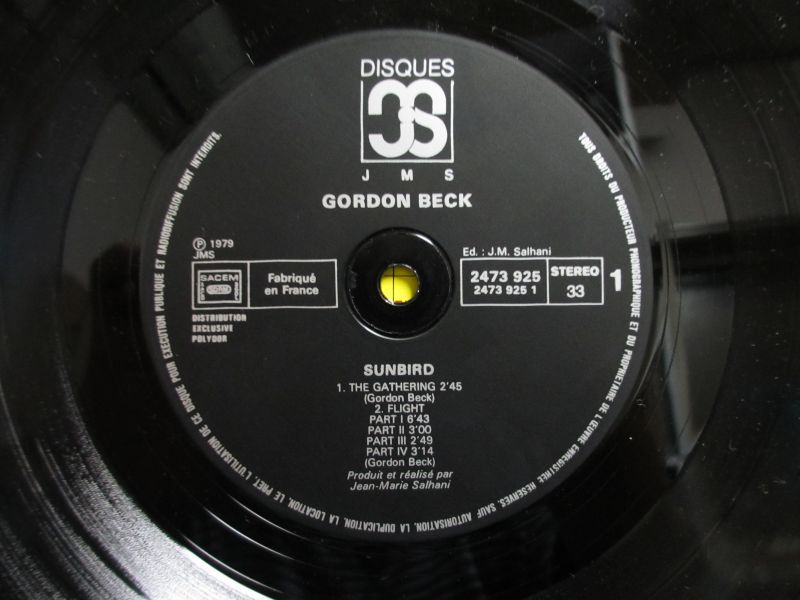 DISQUES
JMS
GORDON BECK
℗ 1979
JMS
SACEM
Fabriqué
en France
DISTRIBUTION
EXCLUSIVE
POLYDOR
Ed. : J.M. Salhani
2473 925
2473 925 1
STEREO
33
1
SUNBIRD
1. THE GATHERING 2'45
(Gordon Beck)
2. FLIGHT
PART I 6'43
PART II 3'00
PART III 2'49
PART IV 3'14
(Gordon Beck)
Produit et réalisé par
Jean-Marie Salhani
TOUS DROITS DU PRODUCTEUR PHONOGRAPHIQUE ET DU PROPRIETAIRE DE L'ŒUVRE ENREGISTREE RESERVES. SAUF AUTORISATION, LA DUPLICATION, LA LOCATION, LE PRET, L'UTILISATION DE CE DISQUE POUR EXECUTION PUBLIQUE ET RADIODIFFUSION SONT INTERDITS.